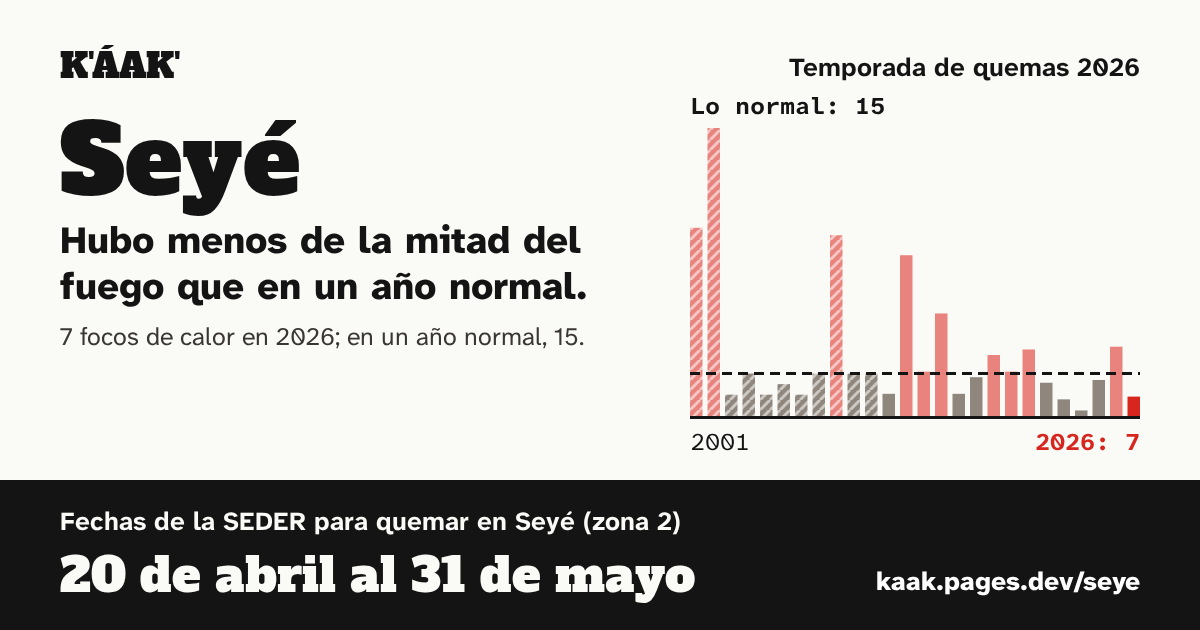 K'ÁAK'
Seyé
Hubo menos de la mitad del
fuego que en un año normal.
7 focos de calor en 2026; en un año normal, 15.
Temporada de quemas 2026
Lo normal: 15
2001
2026: 7
Fechas de la SEDER para quemar en Seyé (zona 2)
20 de abril al 31 de mayo
kaak.pages.dev/seye